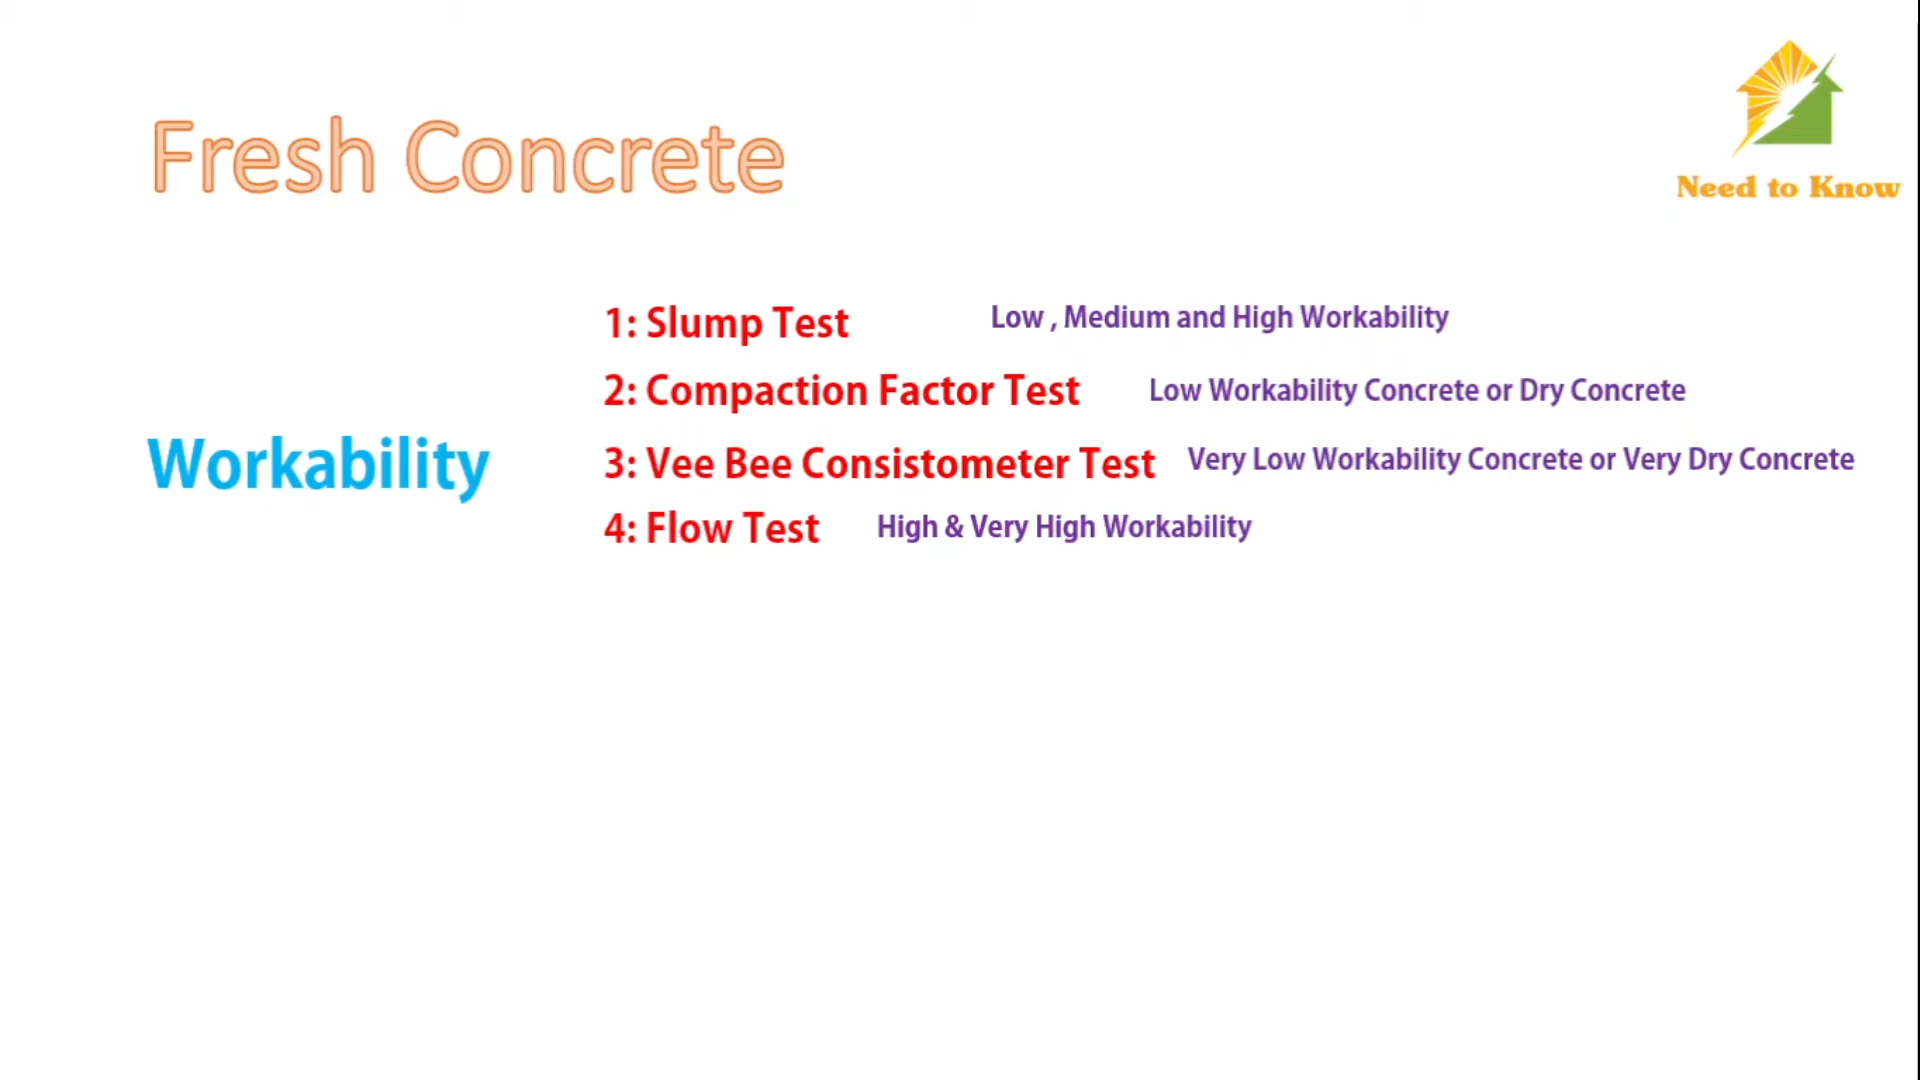 Fresh Concrete
Need to Know
1: Slump Test Low , Medium and High Workability
2: Compaction Factor Test Low Workability Concrete or Dry Concrete
Workability
3: Vee Bee Consistometer Test Very Low Workability Concrete or Very Dry Concrete
4: Flow Test High & Very High Workability